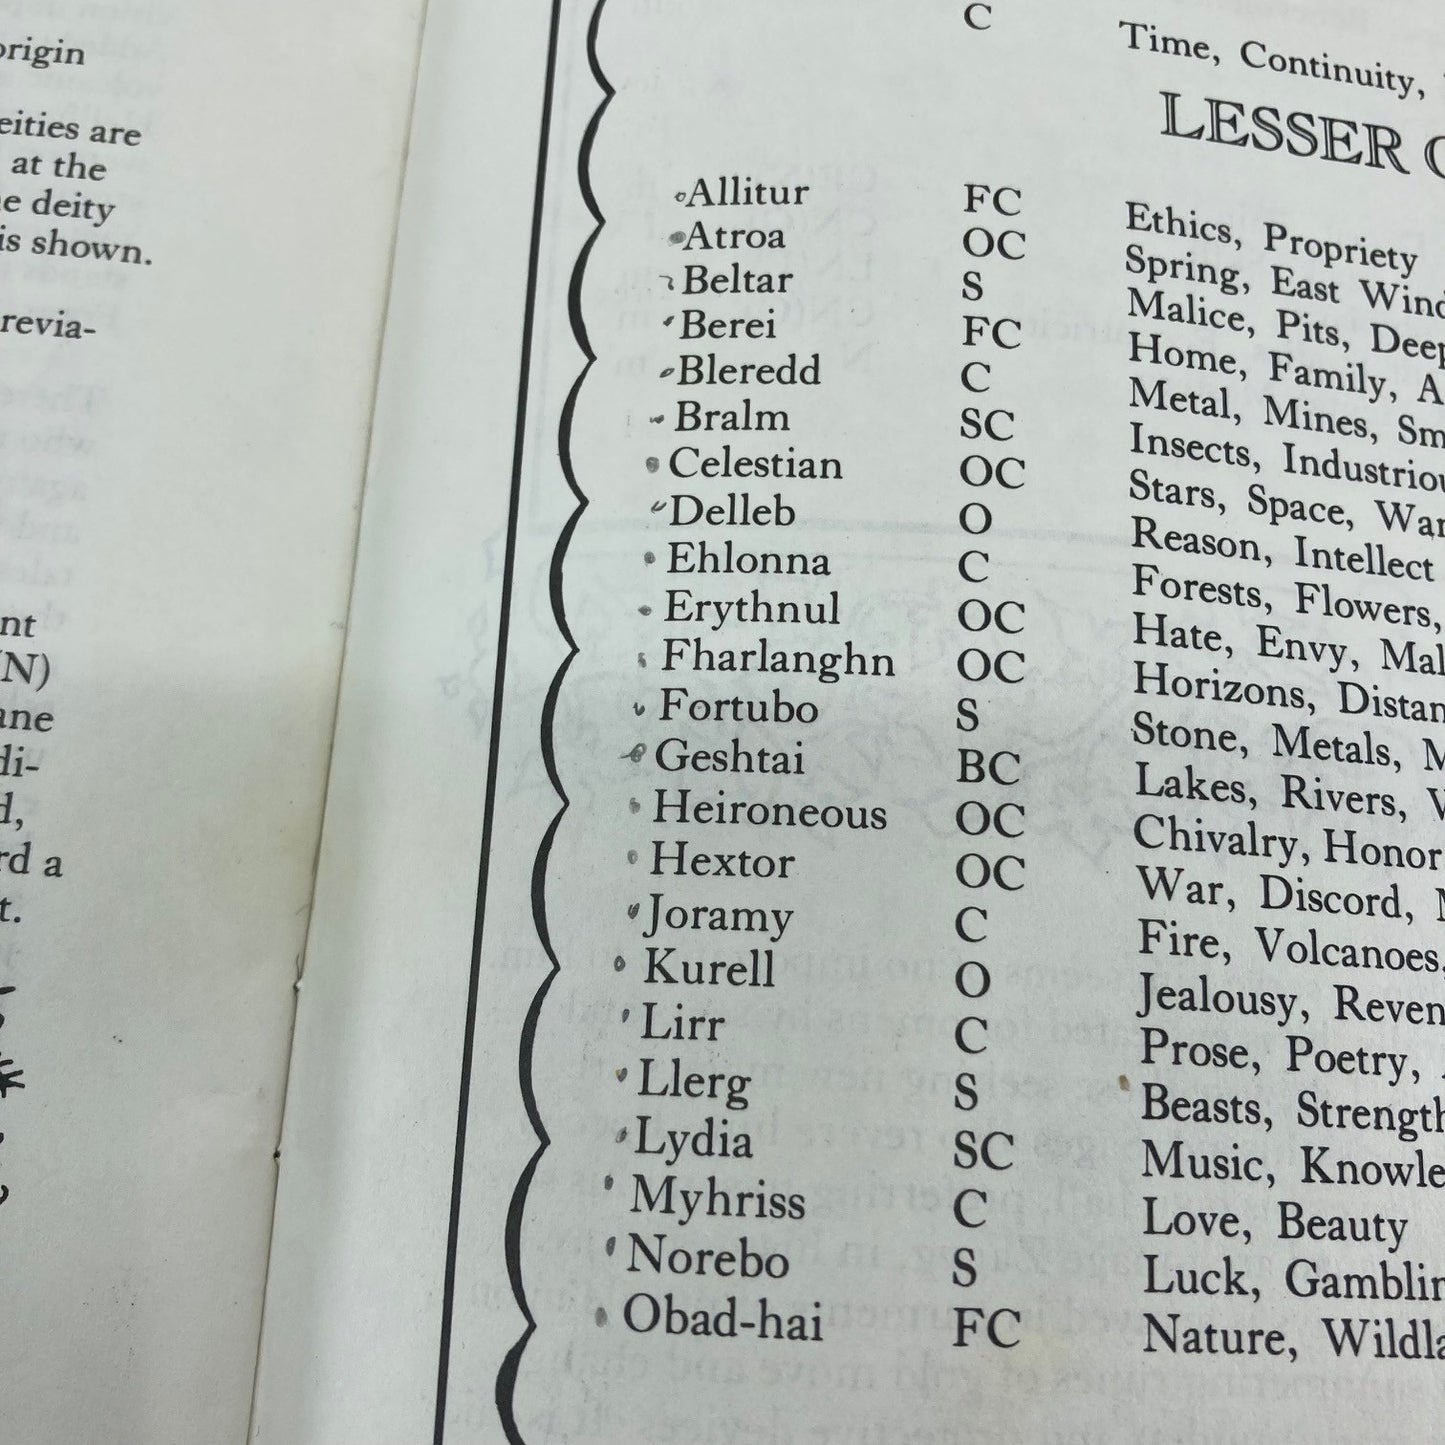 origin
eities are
at the
e deity
is shown.
revia-
nt
(N)
ane
di-
d,
rd a
t.
C Time, Continuity,
LESSER
Allitur FC Ethics, Propriety
Atroa OC Spring, East Wind
Beltar S Malice, Pits, Deep
Berei FC Home, Family, A
Bleredd C Metal, Mines, Sm
Bralm SC Insects, Industriou
Celestian OC Stars, Space, Wan
Delleb O Reason, Intellect
Ehlonna C Forests, Flowers,
Erythnul OC Hate, Envy, Mal
Fharlanghn OC Horizons, Distan
Fortubo S Stone, Metals, M
Geshtai BC Lakes, Rivers, W
Heironeous OC Chivalry, Honor
Hextor OC War, Discord, M
Joramy C Fire, Volcanoes,
Kurell O Jealousy, Reven
Lirr C Prose, Poetry,
Llerg S Beasts, Strength
Lydia SC Music, Knowle
Myhriss C Love, Beauty
Norebo S Luck, Gamblin
Obad-hai FC Nature, Wildla